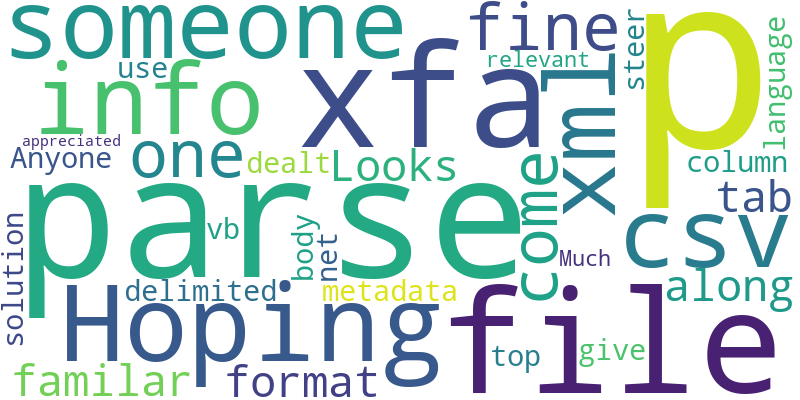 someone
fine
p
use
relevant
steer
language
info
xfa
xml
appreciated
Anyone
one
dealt
Looks
come
column
tab
parse
csv
solution
vb
body
net
Much
along
delimited
metadata
Hoping
file
top
give
familar
format